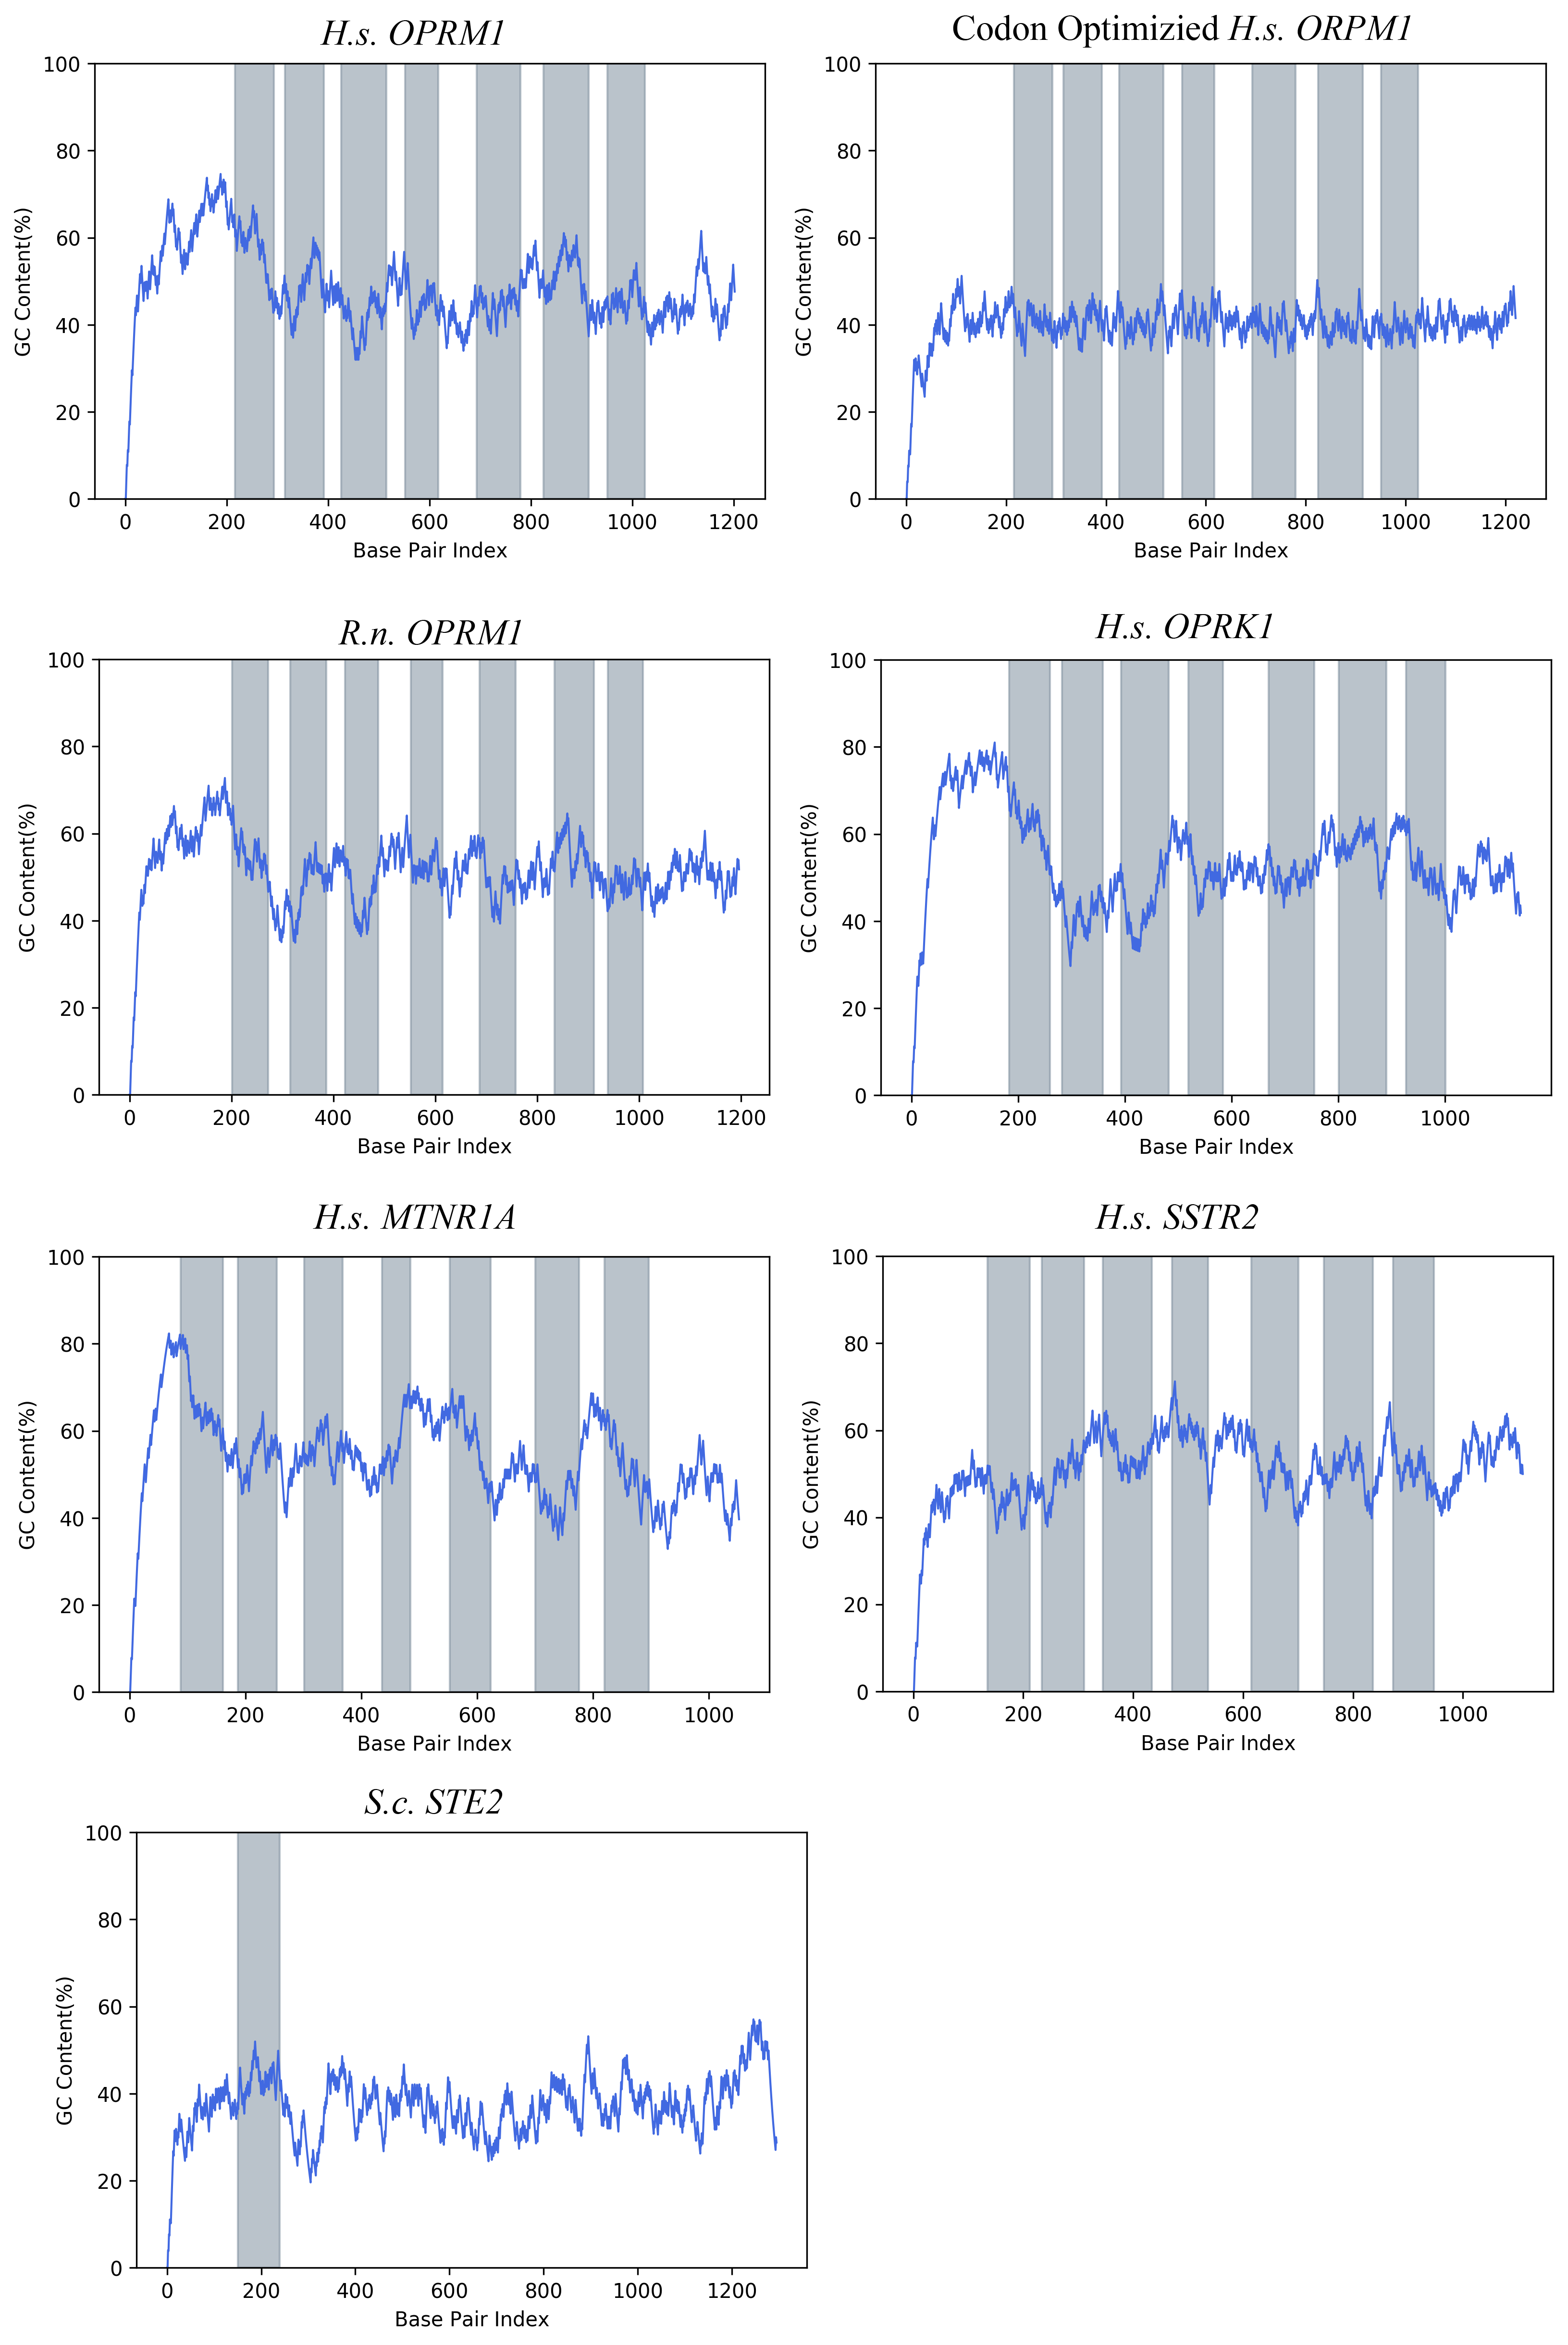 H.s. OPRM1
100
80
60
40
20
0
GC Content(%)
0 200 400 600 800 1000 1200
Base Pair Index
Codon Optimizied H.s. ORPM1
100
80
60
40
20
0
GC Content(%)
0 200 400 600 800 1000 1200
Base Pair Index
R.n. OPRM1
100
80
60
40
20
0
GC Content(%)
0 200 400 600 800 1000 1200
Base Pair Index
H.s. OPRK1
100
80
60
40
20
0
GC Content(%)
0 200 400 600 800 1000
Base Pair Index
H.s. MTNR1A
100
80
60
40
20
0
GC Content(%)
0 200 400 600 800 1000
Base Pair Index
H.s. SSTR2
100
80
60
40
20
0
GC Content(%)
0 200 400 600 800 1000
Base Pair Index
S.c. STE2
100
80
60
40
20
0
GC Content(%)
0 200 400 600 800 1000 1200
Base Pair Index